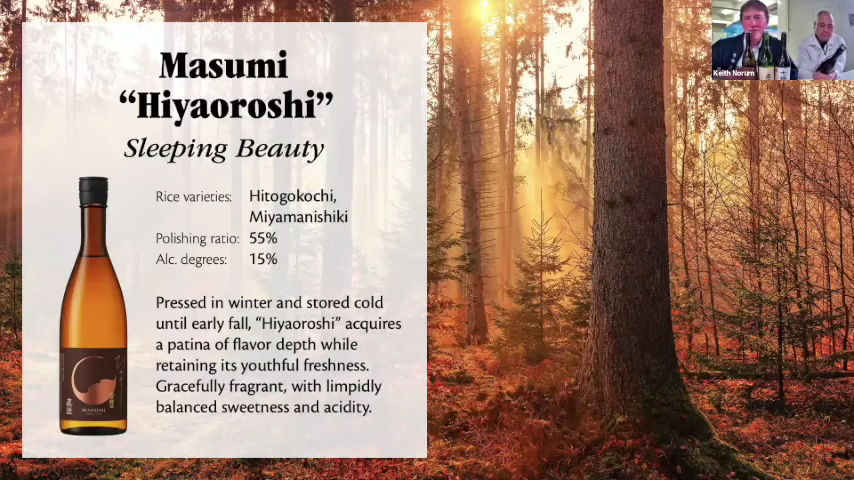 Masumi
“Hiyaoroshi”
Sleeping Beauty
Rice varieties: Hitogokochi,
Miyamanishiki
Polishing ratio: 55%
Alc. degrees: 15%
Pressed in winter and stored cold
until early fall, “Hiyaoroshi” acquires
a patina of flavor depth while
retaining its youthful freshness.
Gracefully fragrant, with limpidly
balanced sweetness and acidity.
MASUMI
Keith Norum